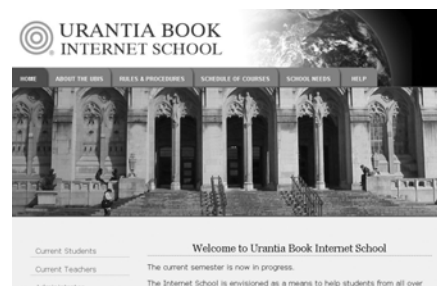 URANTIA BOOK
INTERNET SCHOOL
HOME ABOUT THE UBIS RULES & PROCEDURES SCHEDULE OF COURSES SCHOOL NEEDS HELP
Current Students
Current Teachers
Welcome to Urantia Book Internet School
The current semester is now in progress.
The Internet School is envisioned as a means to help students from all over